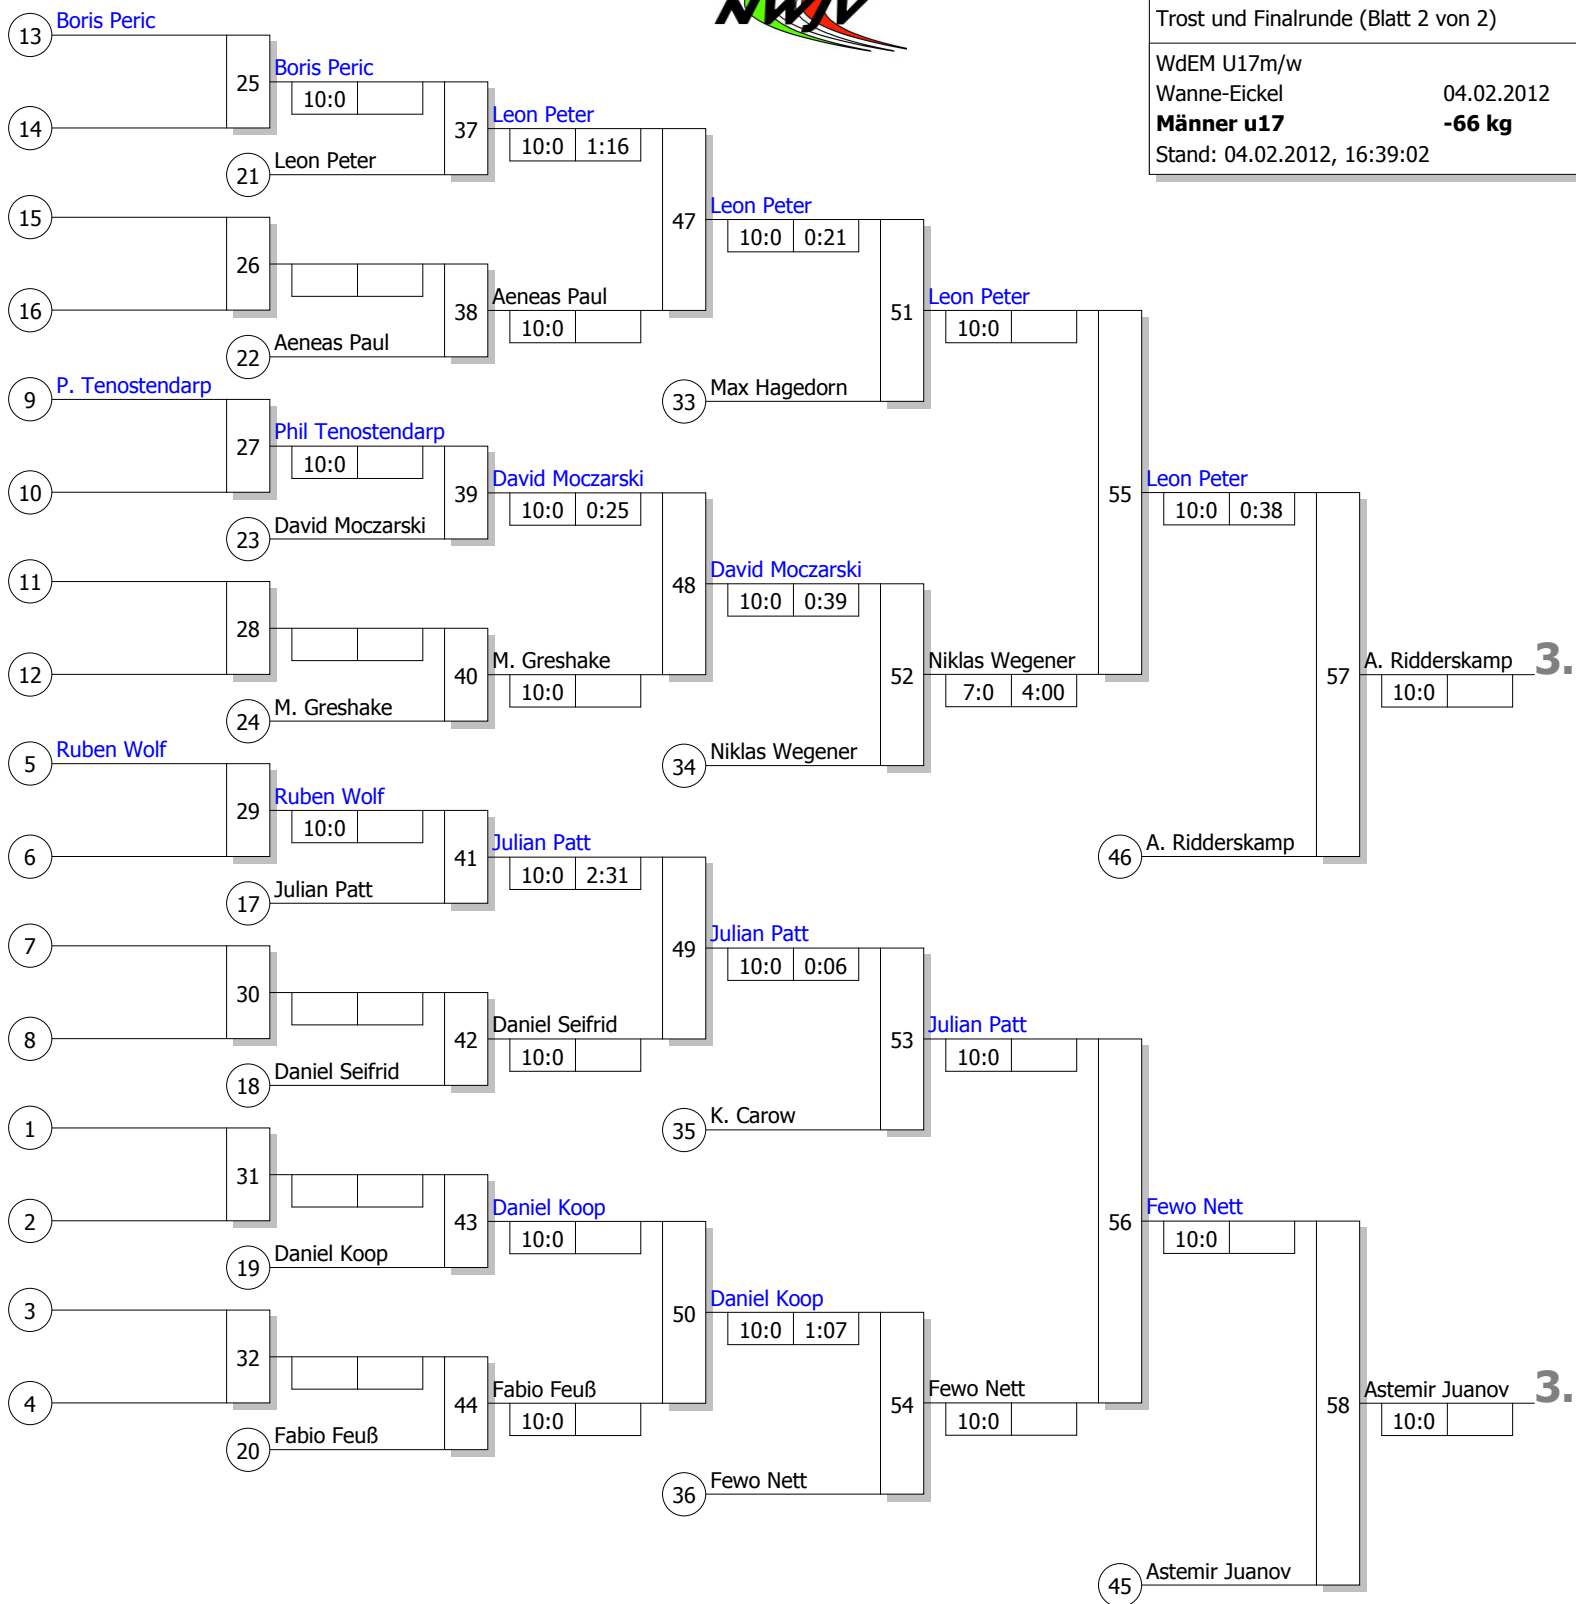 NWJV
Trost und Finalrunde (Blatt 2 von 2)
WdEM U17m/w
Wanne-Eickel 04.02.2012
Männer u17 -66 kg
Stand: 04.02.2012, 16:39:02
13 Boris Peric
25 Boris Peric
10:0
14
37 Leon Peter
10:0 1:16
21 Leon Peter
15
47 Leon Peter
10:0 0:21
26
16
38 Aeneas Paul
10:0
22 Aeneas Paul
51 Leon Peter
10:0
33 Max Hagedorn
9 P. Tenostendarp
27 Phil Tenostendarp
10:0
10
39 David Moczarski
10:0 0:25
23 David Moczarski
55 Leon Peter
10:0 0:38
11
48 David Moczarski
10:0 0:39
28
12
40 M. Greshake
10:0
24 M. Greshake
52 Niklas Wegener
7:0 4:00
34 Niklas Wegener
57 A. Ridderskamp 3.
10:0
5 Ruben Wolf
29 Ruben Wolf
10:0
6
41 Julian Patt
10:0 2:31
46 A. Ridderskamp
17 Julian Patt
7
49 Julian Patt
10:0 0:06
30
8
42 Daniel Seifrid
10:0
18 Daniel Seifrid
53 Julian Patt
10:0
35 K. Carow
1
31
2
43 Daniel Koop
10:0
19 Daniel Koop
56 Fewo Nett
10:0
3
50 Daniel Koop
10:0 1:07
32
4
44 Fabio Feuß
10:0
20 Fabio Feuß
54 Fewo Nett
10:0
36 Fewo Nett
58 Astemir Juanov 3.
10:0
45 Astemir Juanov